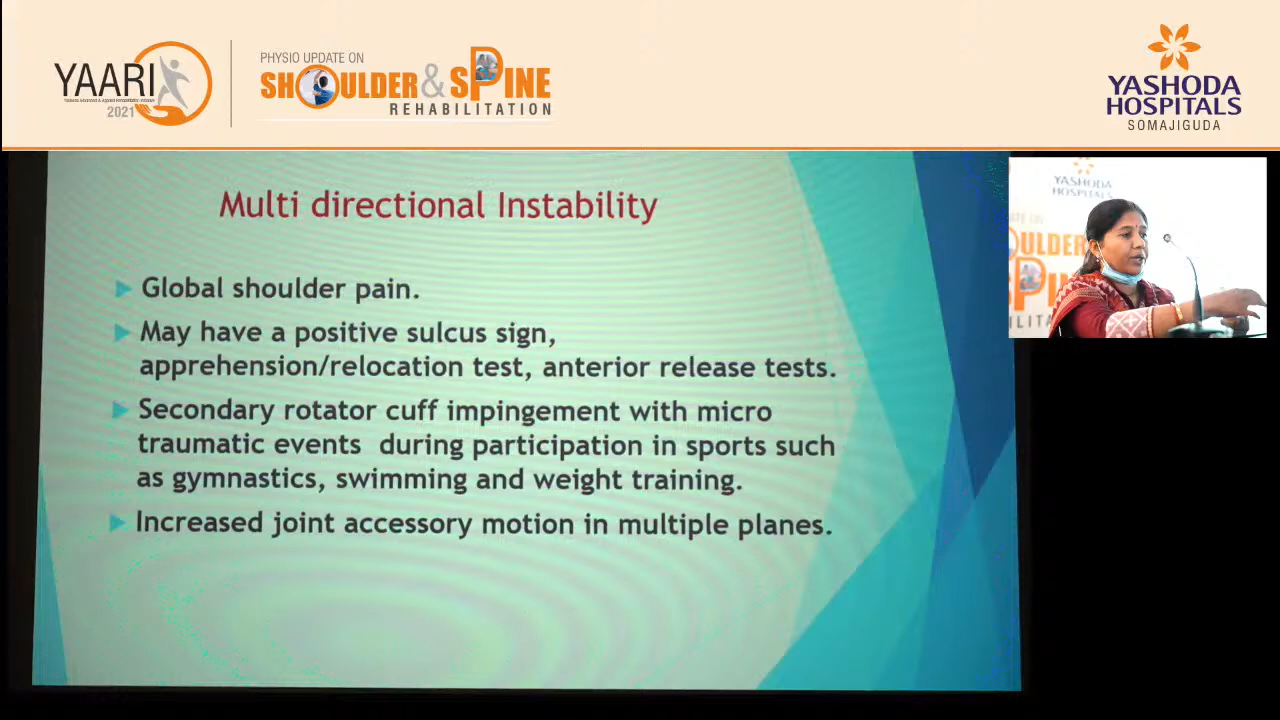 YAARI
2021
PHYSIO UPDATE ON
SHOULDER & SPINE
REHABILITATION
YASHODA
HOSPITALS
SOMAJIGUDA
Multi directional Instability
Global shoulder pain.
May have a positive sulcus sign,
apprehension/relocation test, anterior release tests.
Secondary rotator cuff impingement with micro
traumatic events during participation in sports such
as gymnastics, swimming and weight training.
Increased joint accessory motion in multiple planes.
YASHODA
HOSPITALS